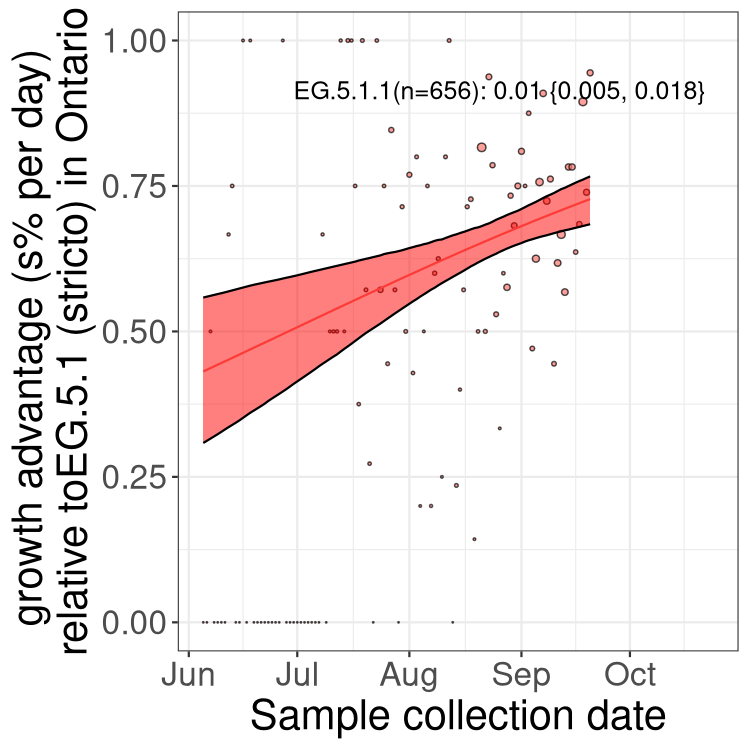 growth advantage (s% per day)
relative toEG.5.1 (stricto) in Ontario
1.00
0.75
0.50
0.25
0.00
EG.5.1.1(n=656): 0.01 {0.005, 0.018}
Jun Jul Aug Sep Oct
Sample collection date